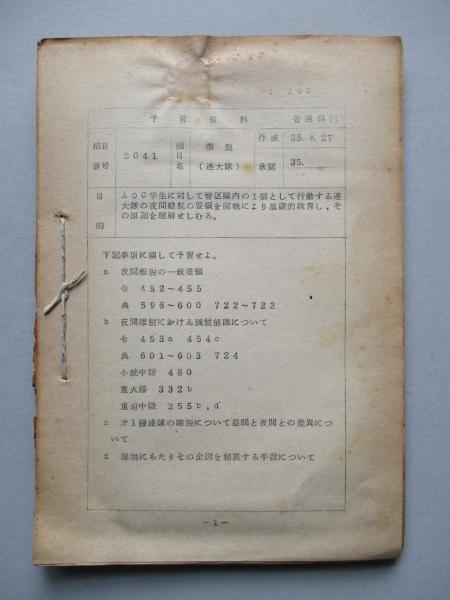 1 AOC
予習資料 普通科
細目番号 2041 細目名 離脱(連大隊) 作成 35.4.27
承認 35.
目的 AOC学生に対して管区隊内の1部として行動する連
大隊の夜間離脱の要領を図戦により基礎的教育し、そ
の原則を理解せしむる。
下記事項に関して予習せよ。
a 夜間離脱の一般要領
令 452~455
典 596~600 722~723
b 夜間離脱における残置部隊について
令 453a 454c
典 601~603 724
小銃中隊 480
重火器 332b
重迫中隊 255b,d
c 才1線連隊の離脱について昼間と夜間との差異につ
いて
d 離脱にあたりその企図を秘匿する手段について
-1-